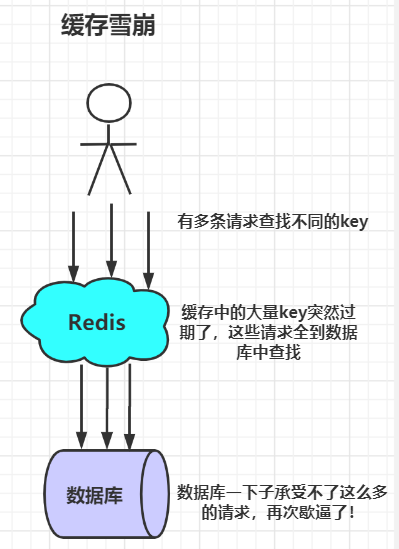 缓存雪崩
有多条请求查找不同的key
Redis
缓存中的大量key突然过
期了，这些请求全到数据
库中查找
数据库
数据库一下子承受不了这么多
的请求，再次歇逼了！